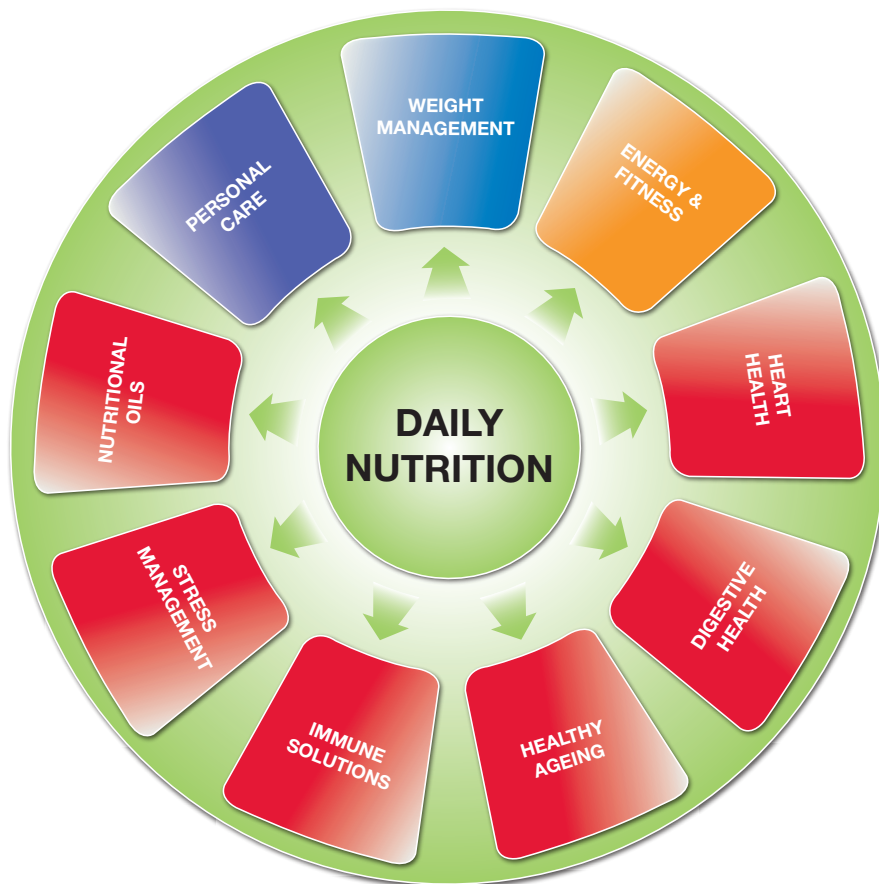 WEIGHT
MANAGEMENT
ENERGY &
FITNESS
HEART
HEALTH
DIGESTIVE
HEALTH
HEALTHY
AGEING
IMMUNE
SOLUTIONS
STRESS
MANAGEMENT
NUTRITIONAL
OILS
PERSONAL
CARE
DAILY
NUTRITION